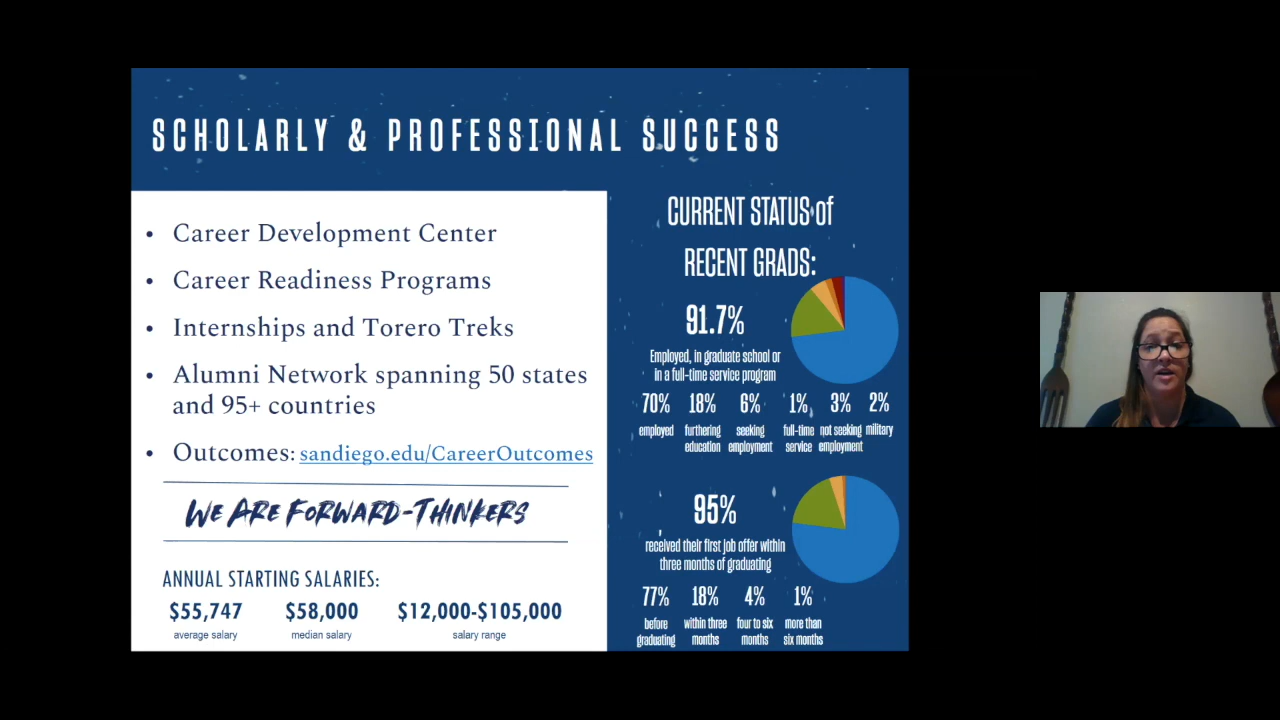 SCHOLARLY & PROFESSIONAL SUCCESS
• Career Development Center
• Career Readiness Programs
• Internships and Torero Treks
• Alumni Network spanning 50 states
and 95+ countries
• Outcomes: sandiego.edu/CareerOutcomes
WE ARE FORWARD-THINKERS
ANNUAL STARTING SALARIES:
$55,747 $58,000 $12,000-$105,000
average salary median salary salary range
CURRENT STATUS of
RECENT GRADS:
91.7%
Employed, in graduate school or
in a full-time service program
70% 18% 6% 1% 3% 2%
employed furthering seeking full-time not seeking military
education employment service employment
95%
received their first job offer within
three months of graduating
77% 18% 4% 1%
before within three four to six more than
graduating months months six months